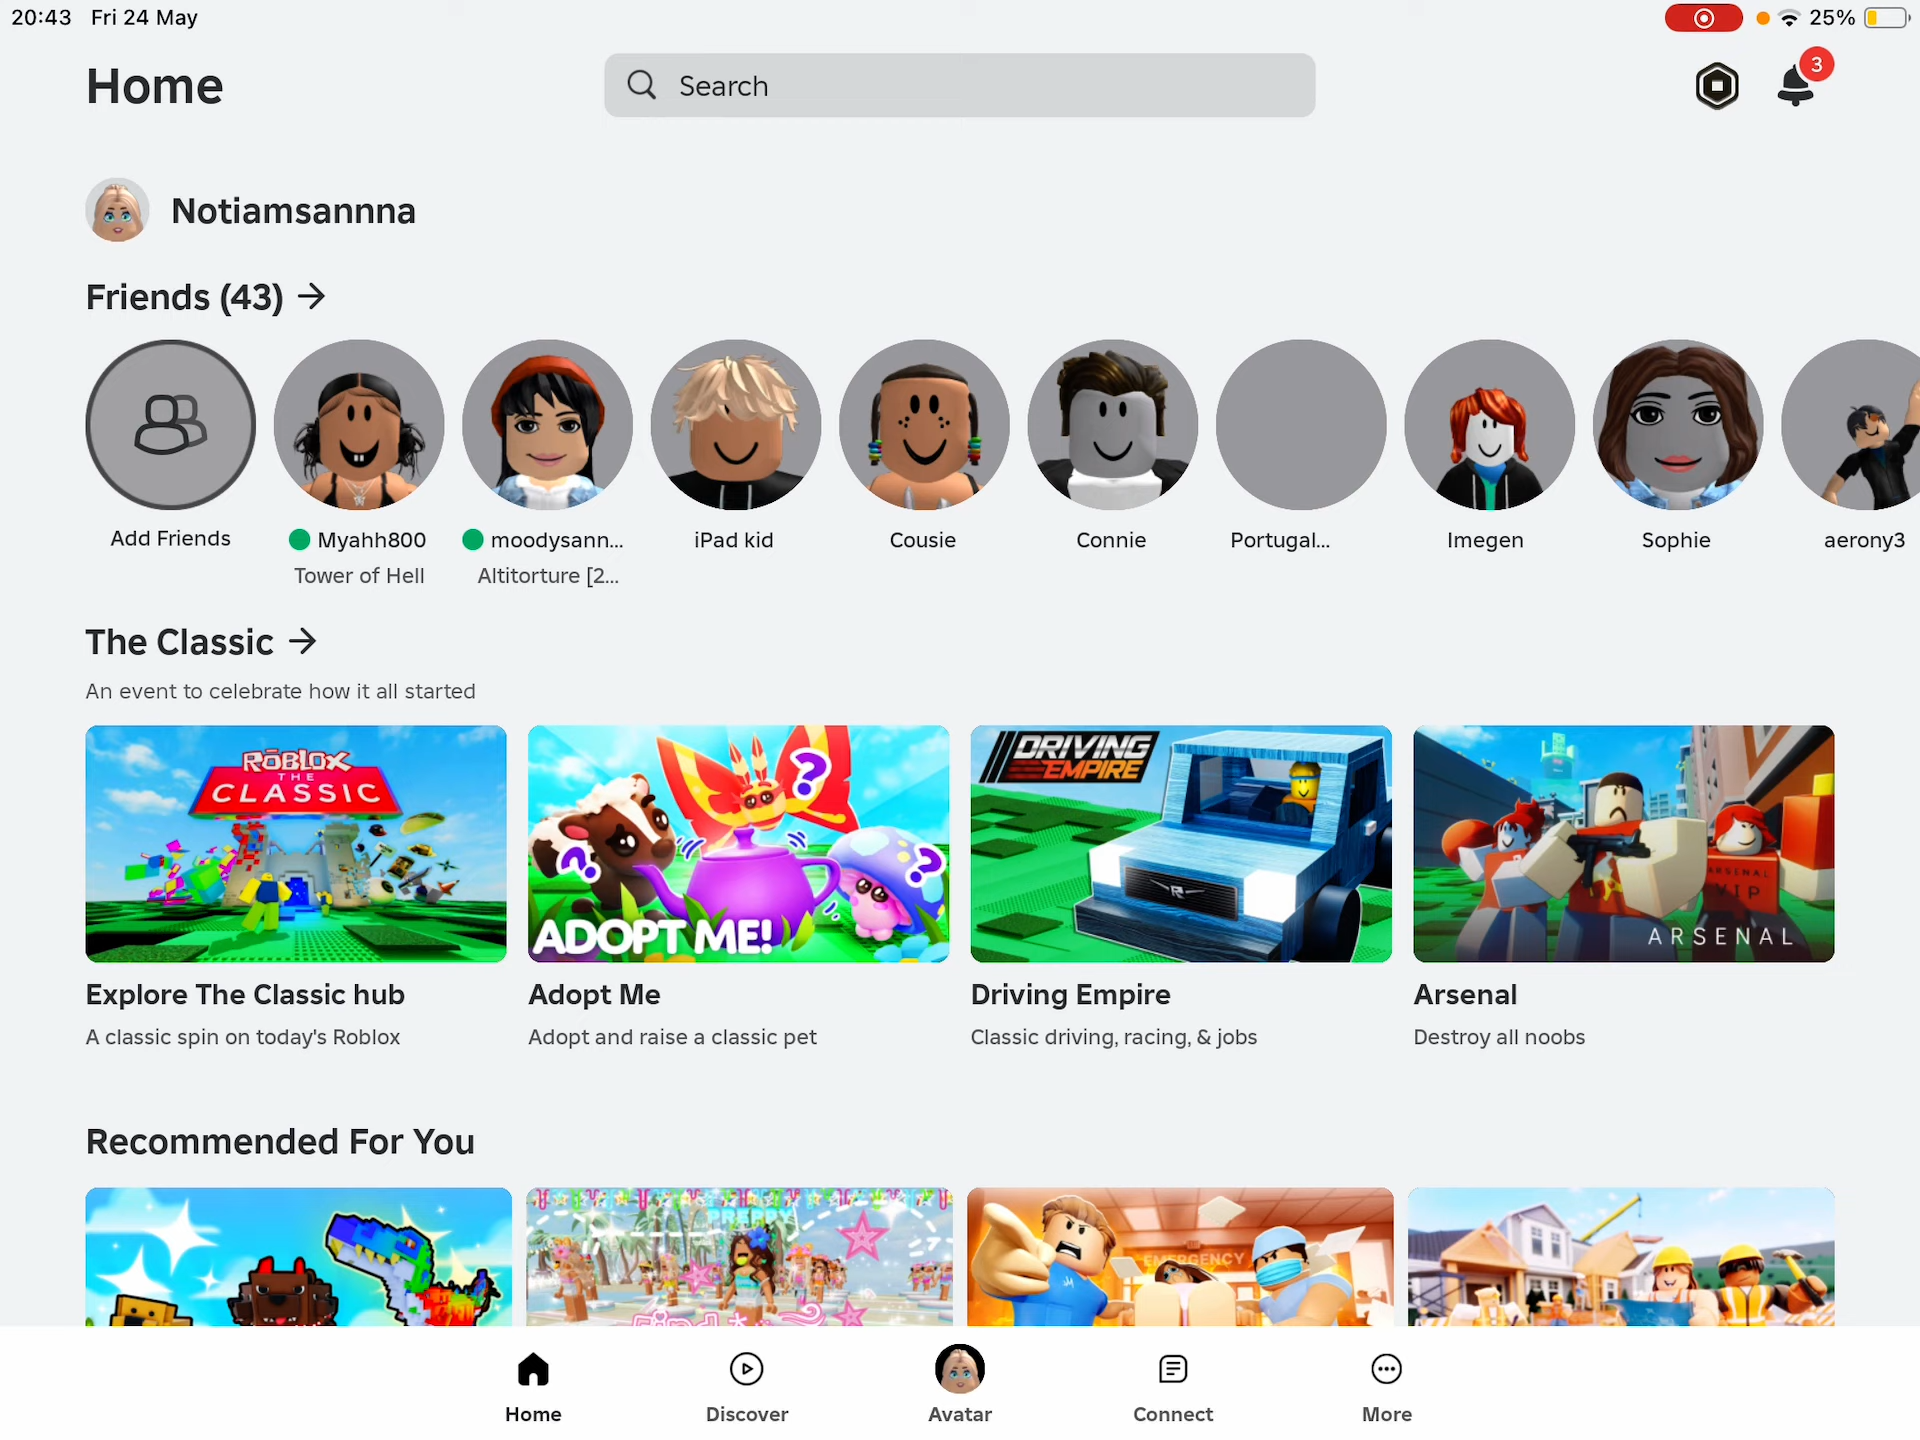 20:43 Fri 24 May
25%
Home
Search
3
Notiamsannna
Friends (43)
Add Friends
Myahh800
Tower of Hell
moodysann...
Altitorture [2...
iPad kid
Cousie
Connie
Portugal...
Imegen
Sophie
aerony3
The Classic
An event to celebrate how it all started
ROBLOX
THE
CLASSIC
ADOPT ME!
DRIVING
EMPIRE
ARSENAL
VIP
ARSENAL
Explore The Classic hub
A classic spin on today's Roblox
Adopt Me
Adopt and raise a classic pet
Driving Empire
Classic driving, racing, & jobs
Arsenal
Destroy all noobs
Recommended For You
PREPPY
EMERGENCY
Home
Discover
Avatar
Connect
More